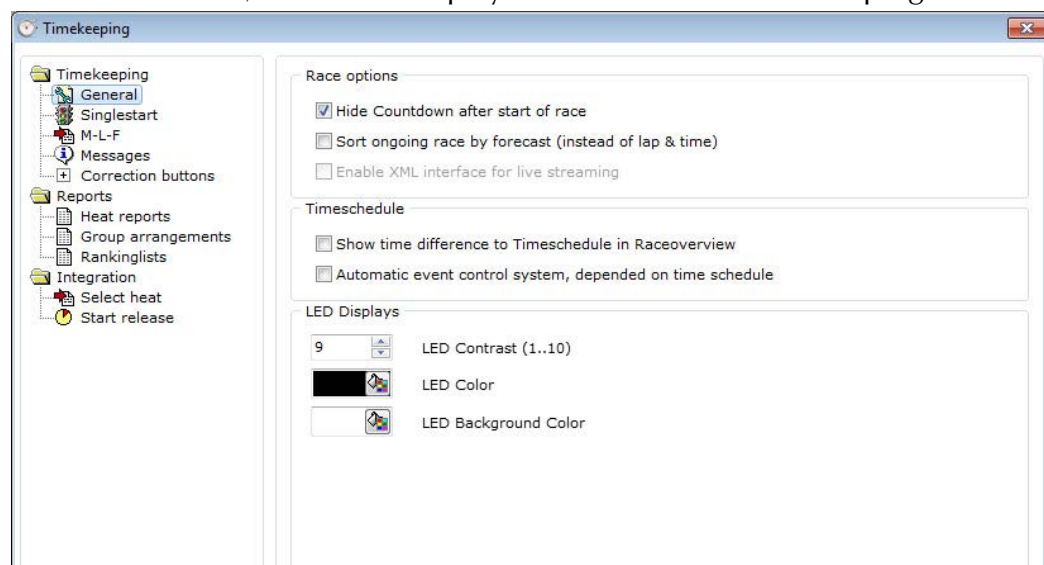 Timekeeping
Timekeeping
General
Singlestart
M-L-F
Messages
Correction buttons
Reports
Heat reports
Group arrangements
Rankinglists
Integration
Select heat
Start release
Race options
Hide Countdown after start of race
Sort ongoing race by forecast (instead of lap & time)
Enable XML interface for live streaming
Timeschedule
Show time difference to Timeschedule in Raceoverview
Automatic event control system, depended on time schedule
LED Displays
9 LED Contrast (1..10)
LED Color
LED Background Color